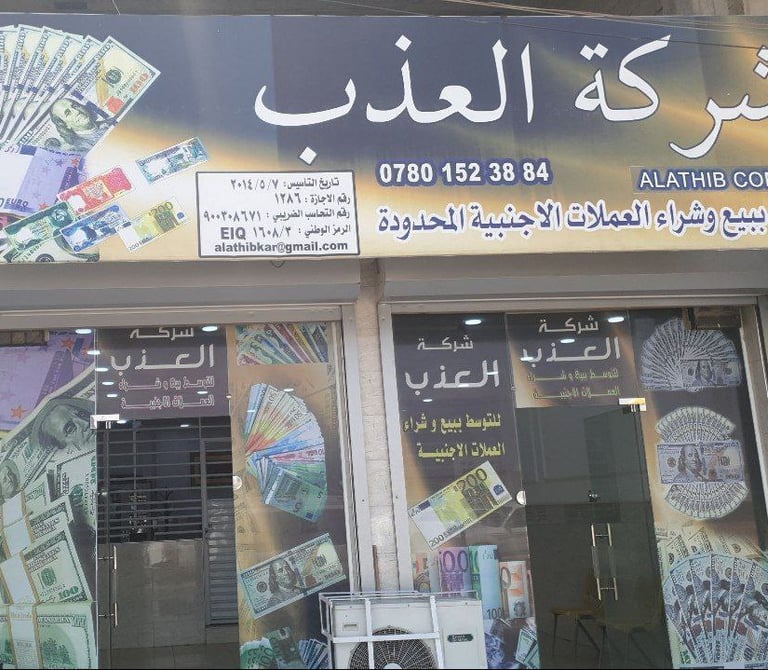 شركة العذب
0780 152 38 84
ALATHIB CO
ببيع وشراء العملات الاجنبية المحدودة
تاريخ التأسيس: ٢٠١٤/٥/٧
رقم الاجازة : ١٢٨٦
رقم التحاسب الضريبي : ٩٠٠٣٠٨٦٧١
الرمز الوطني : ١٦٠٨/٣ EIQ
alathibkar@gmail.com
شركة
العذب
للتوسط ببيع و شراء
العملات الاجنبية
شركة
العذب
للتوسط ببيع و شراء
العملات الاجنبية
شركة
العذب
للتوسط ببيع و شراء
العملات الاجنبية